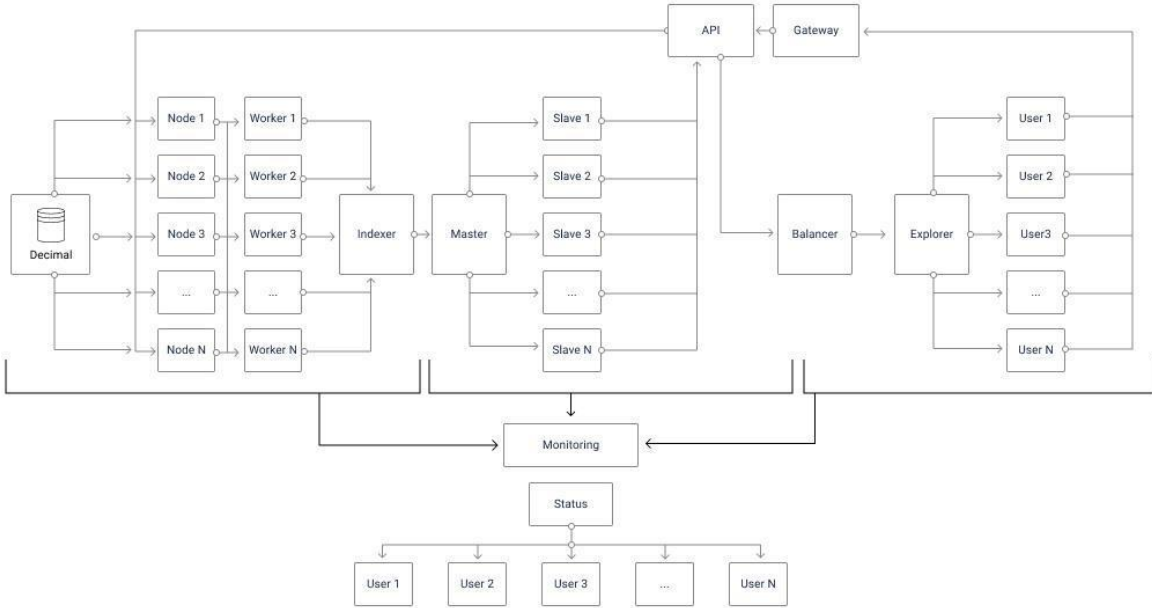 API
Gateway
Node 1
Worker 1
Slave 1
User 1
Node 2
Worker 2
Slave 2
User 2
Decimal
Node 3
Worker 3
Indexer
Master
Slave 3
Balancer
Explorer
User3
...
...
...
...
Node N
Worker N
Slave N
User N
Monitoring
Status
User 1
User 2
User 3
...
User N